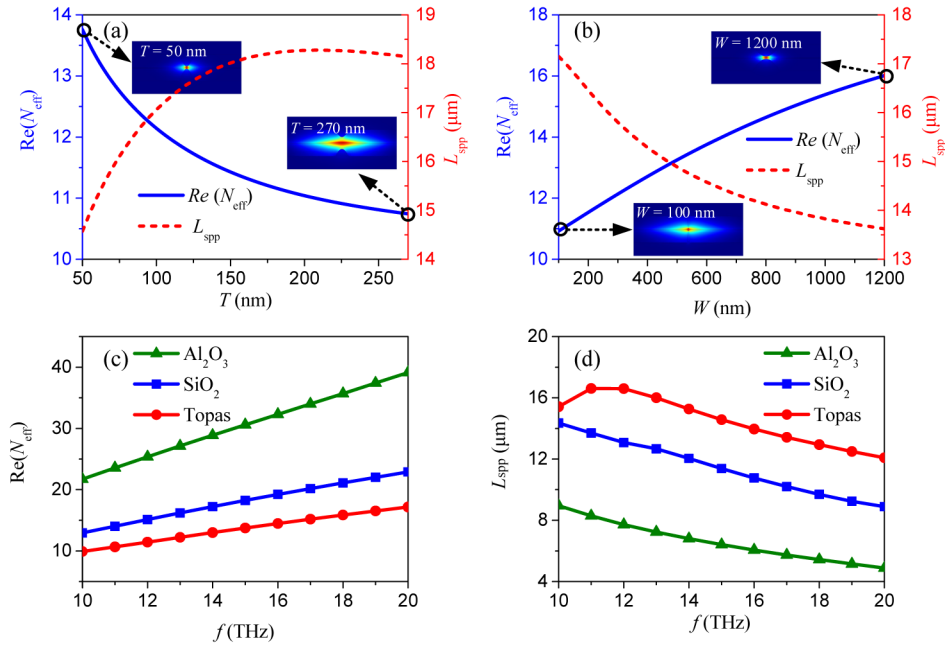 (a)
T = 50 nm
T = 270 nm
Re (Neff)
Lspp
Re(Neff)
14
13
12
11
10
19
18
17
16
15
14
Lspp (μm)
50 100 150 200 250
T (nm)
(b)
W = 1200 nm
Re (Neff)
Lspp
W = 100 nm
Re(Neff)
18
16
14
12
10
18
17
16
15
14
13
Lspp (μm)
200 400 600 800 1000 1200
W (nm)
(c)
Al2O3
SiO2
Topas
Re(Neff)
40
30
20
10
10 12 14 16 18 20
f (THz)
(d)
Al2O3
SiO2
Topas
Lspp (μm)
20
16
12
8
4
10 12 14 16 18 20
f (THz)